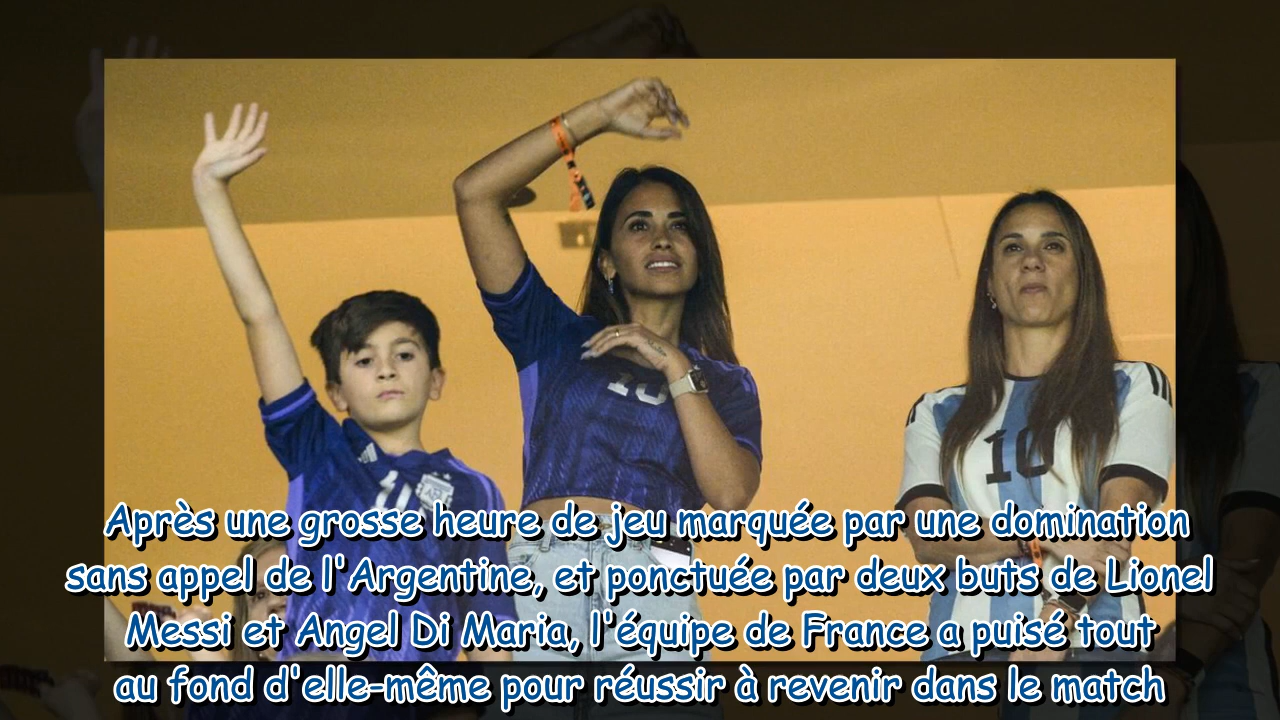 10
10
Après une grosse heure de jeu marquée par une domination
sans appel de l'Argentine, et ponctuée par deux buts de Lionel
Messi et Angel Di Maria, l'équipe de France a puisé tout
au fond d'elle-même pour réussir à revenir dans le match